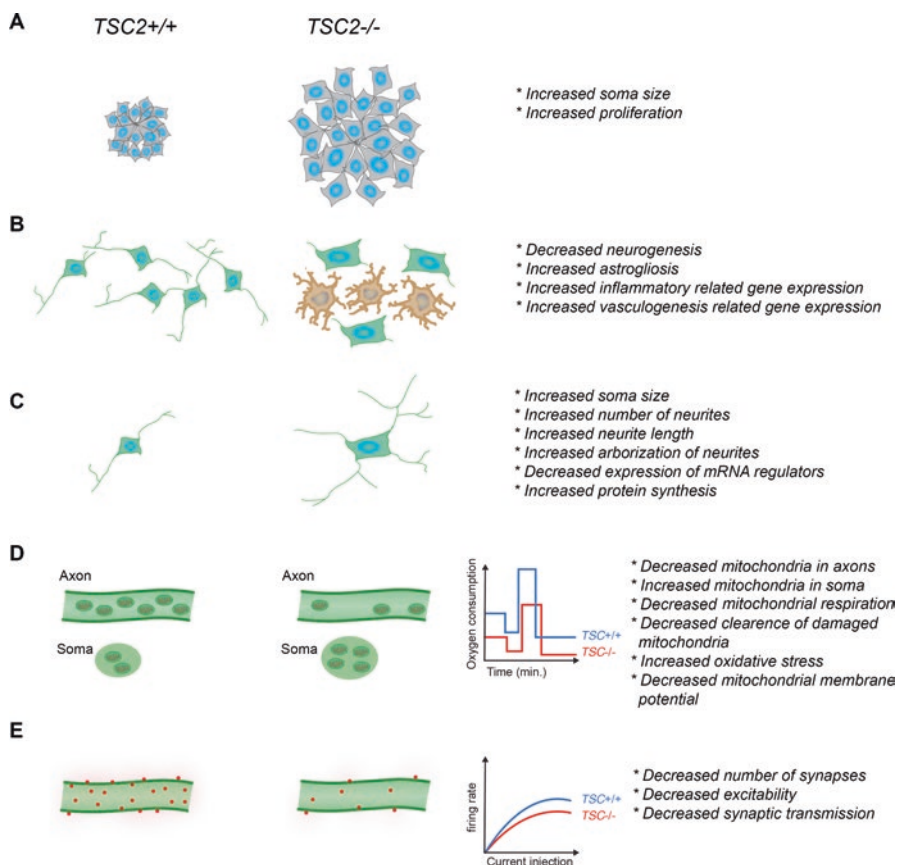 A
TSC2+/+
TSC2-/-
* Increased soma size
* Increased proliferation
B
* Decreased neurogenesis
* Increased astrogliosis
* Increased inflammatory related gene expression
* Increased vasculogenesis related gene expression
C
* Increased soma size
* Increased number of neurites
* Increased neurite length
* Increased arborization of neurites
* Decreased expression of mRNA regulators
* Increased protein synthesis
D
Axon
Soma
Axon
Soma
Oxygen consumption
Time (min.)
TSC+/+
TSC-/-
* Decreased mitochondria in axons
* Increased mitochondria in soma
* Decreased mitochondrial respiration
* Decreased clearence of damaged
mitochondria
* Increased oxidative stress
* Decreased mitochondrial membrane
potential
E
firing rate
Current injection
TSC+/+
TSC-/-
* Decreased number of synapses
* Decreased excitability
* Decreased synaptic transmission